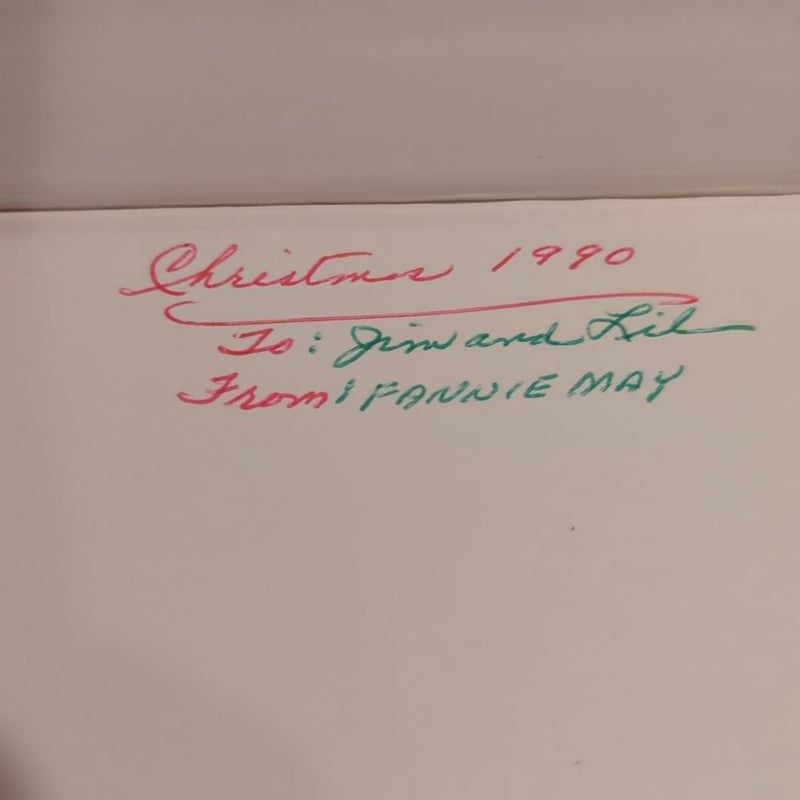 Christmas 1990
To: Jim and Lil
From: FANNIE MAY